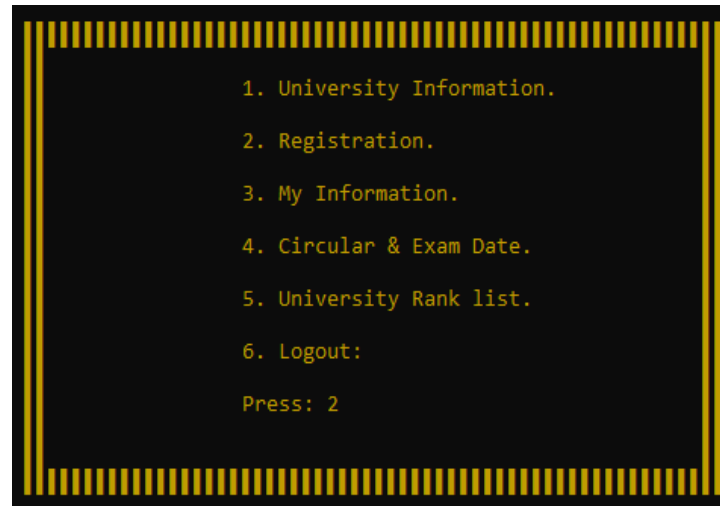 1. University Information.
2. Registration.
3. My Information.
4. Circular & Exam Date.
5. University Rank list.
6. Logout:
Press: 2